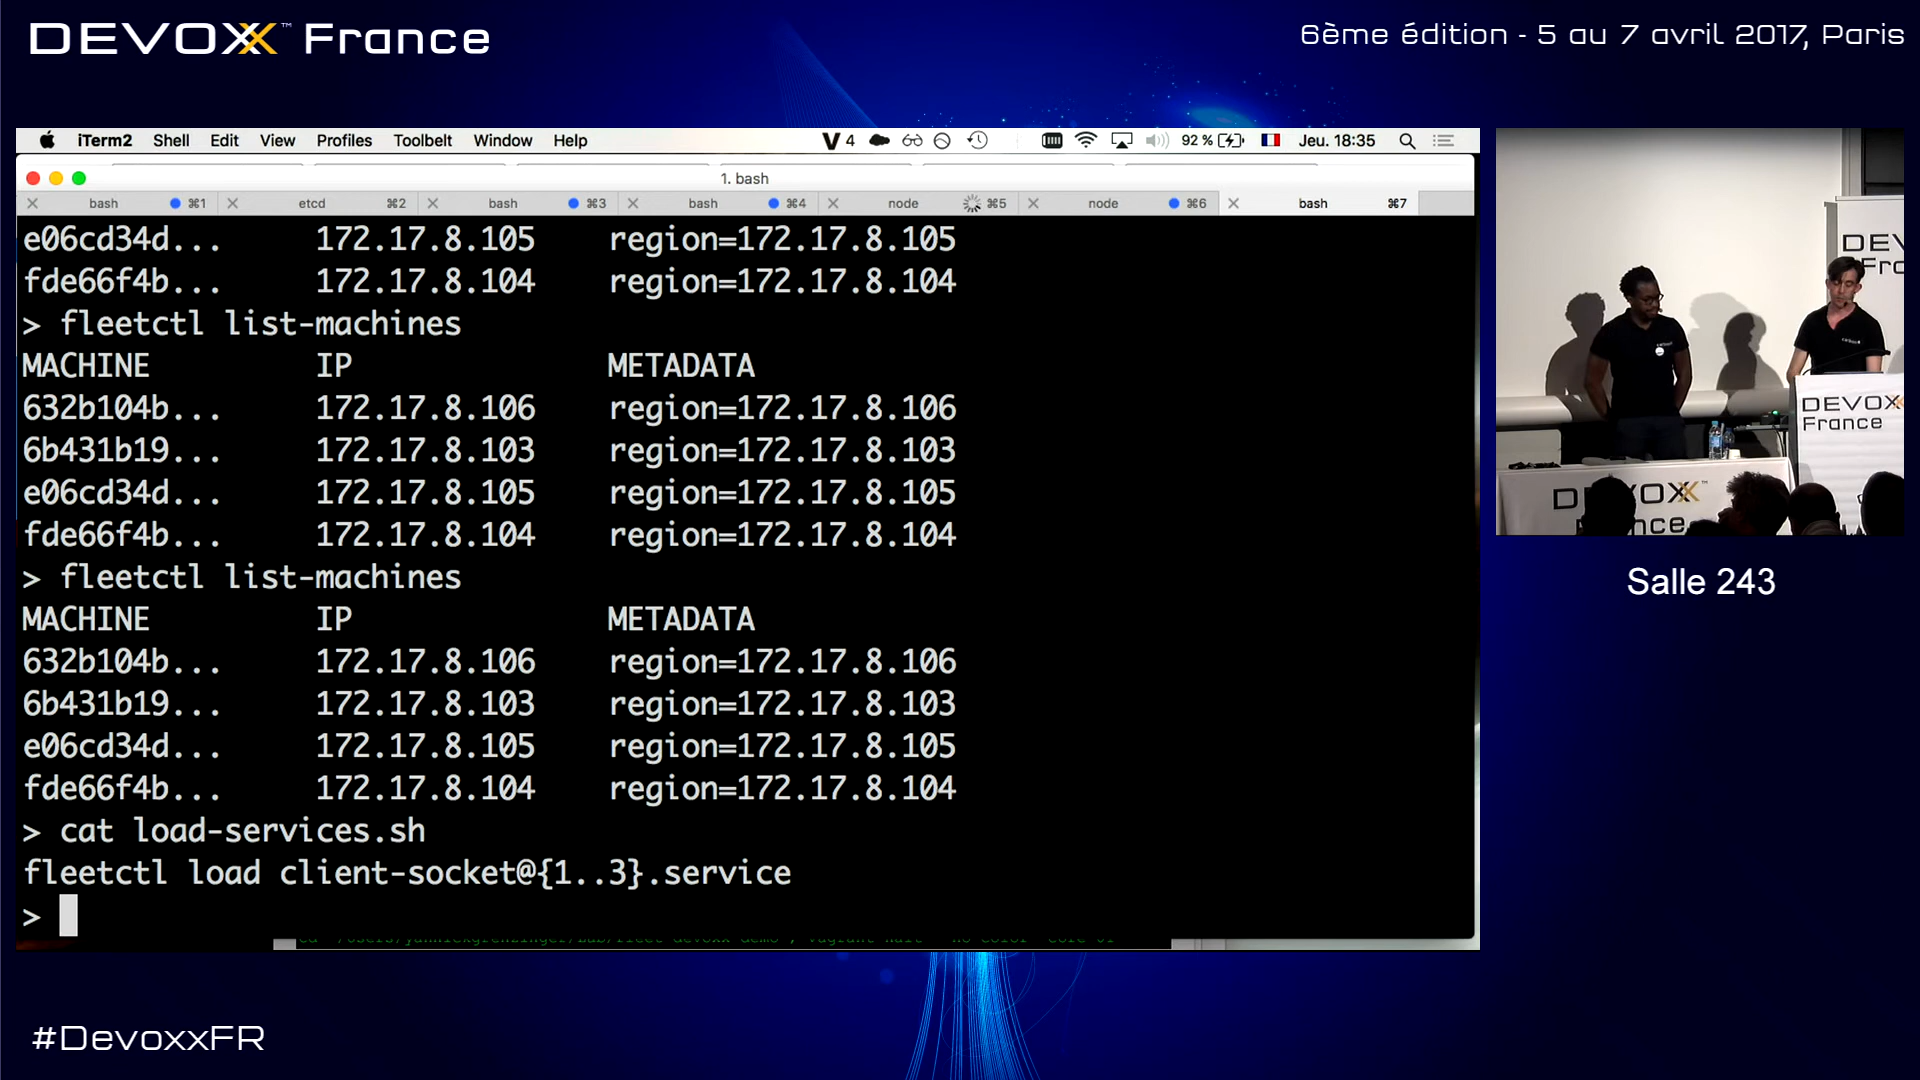 DEVOXX™ France
6ème édition - 5 au 7 avril 2017, Paris
iTerm2 Shell Edit View Profiles Toolbelt Window Help
4 92 % Jeu. 18:35
1. bash
bash ⌘1 etcd ⌘2 bash ⌘3 bash ⌘4 node ⌘5 node ⌘6 bash ⌘7
e06cd34d... 172.17.8.105 region=172.17.8.105
fde66f4b... 172.17.8.104 region=172.17.8.104
> fleetctl list-machines
MACHINE IP METADATA
632b104b... 172.17.8.106 region=172.17.8.106
6b431b19... 172.17.8.103 region=172.17.8.103
e06cd34d... 172.17.8.105 region=172.17.8.105
fde66f4b... 172.17.8.104 region=172.17.8.104
> fleetctl list-machines
MACHINE IP METADATA
632b104b... 172.17.8.106 region=172.17.8.106
6b431b19... 172.17.8.103 region=172.17.8.103
e06cd34d... 172.17.8.105 region=172.17.8.105
fde66f4b... 172.17.8.104 region=172.17.8.104
> cat load-services.sh
fleetctl load client-socket@{1..3}.service
>
DEV
Fra
DEVOXX
France
DEVOXX™
France
Salle 243
#DevoxxFR